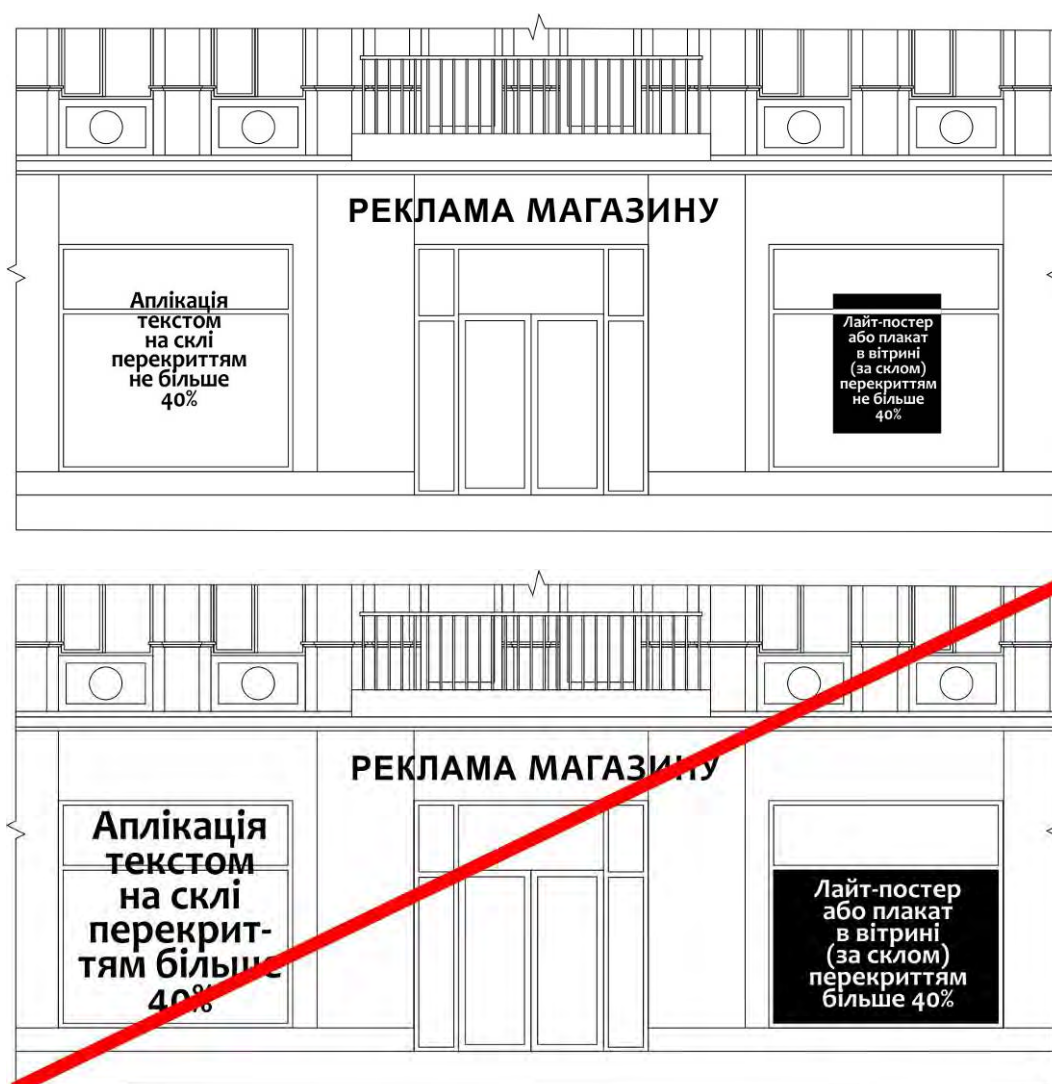 РЕКЛАМА МАГАЗИНУ
Аплікація
текстом
на склі
перекриттям
не більше
40%
Лайт-постер
або плакат
в вітрині
(за склом)
перекриттям
не більше
40%
РЕКЛАМА МАГАЗИНУ
Аплікація
текстом
на склі
перекрит-
тям більше
40%
Лайт-постер
або плакат
в вітрині
(за склом)
перекриттям
більше 40%